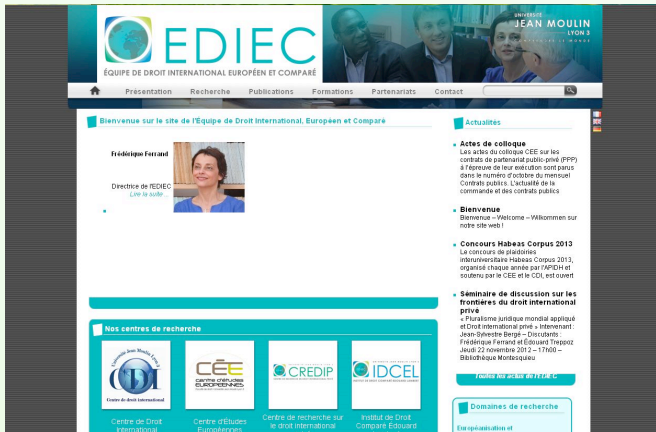 EDIEC
ÉQUIPE DE DROIT INTERNATIONAL EUROPÉEN ET COMPARÉ
UNIVERSITÉ
JEAN MOULIN
LYON 3
Présentation Recherche Publications Formations Partenariats Contact
Bienvenue sur le site de l'Équipe de Droit International, Européen et Comparé
Frédérique Ferrand
Directrice de l'EDIEC
Lire la suite ...
Actualités
Actes de colloque
Les actes du colloque CEE sur les
contrats de partenariat public-privé (PPP)
à l'épreuve de leur exécution sont parus
dans le numéro d'octobre du mensuel
Contrats publics. L'actualité de la
commande et des contrats publics
Bienvenue
Bienvenue – Welcome – Wilkommen sur
notre site web !
Concours Habeas Corpus 2013
Le concours de plaidoiries
interuniversitaire Habeas Corpus 2013,
organisé chaque année par l'APIDH et
soutenu par le CEE et le CDI, est ouvert
Séminaire de discussion sur les
frontières du droit international
privé
« Pluralisme juridique mondial appliqué
et Droit international privé » Intervenant :
Jean-Sylvestre Bergé – Discutants :
Frédérique Ferrand et Edouard Treppoz
Jeudi 22 novembre 2012 – 17h00 –
Bibliothèque Montesquieu
Toutes les actus de l'EDIEC
Nos centres de recherche
Université Jean Moulin Lyon 3
CDI
Centre de droit international
CEE
centre d'études
européennes
CREDIP
IDCEL
Centre de Droit
International
Centre d'Études
Européennes
Centre de recherche sur
le droit international
Institut de Droit
Comparé Edouard
Domaines de recherche
Européanisation et